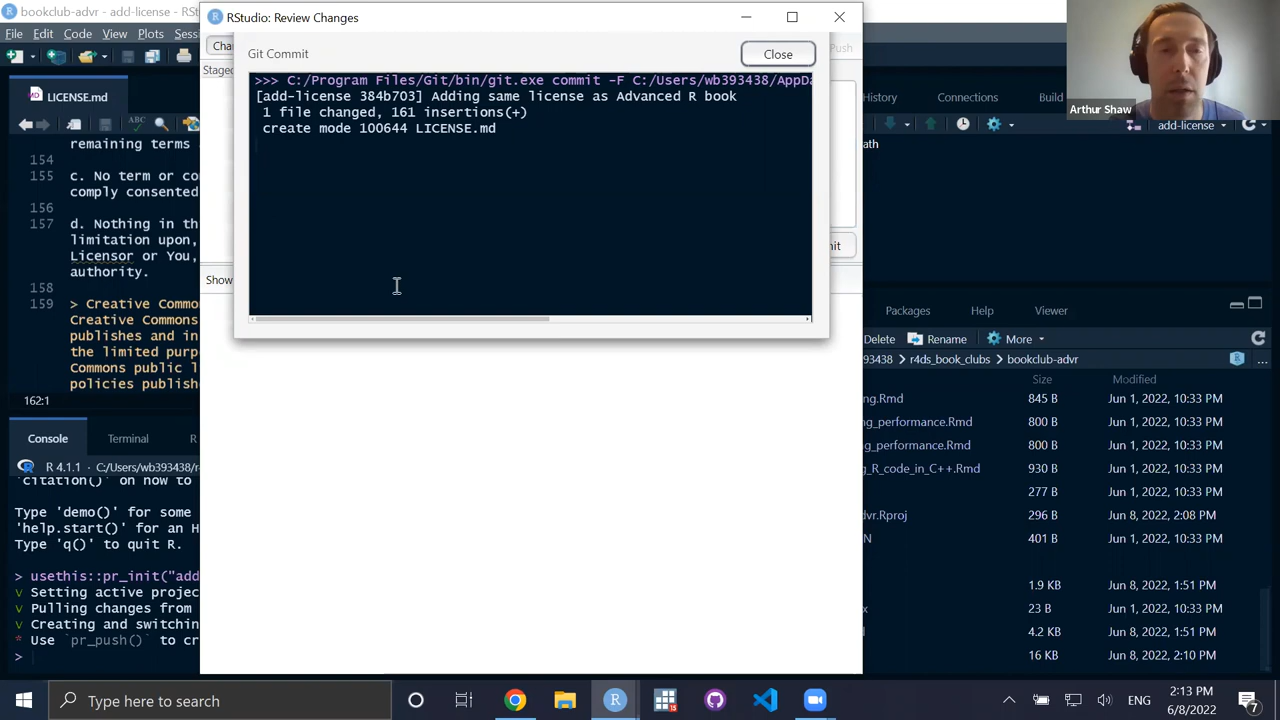 bookclub-advr - add-license - RSt
RStudio: Review Changes
File Edit Code View Plots Sess
Git Commit
Close
Push
Staged
>>> C:/Program Files/Git/bin/git.exe commit -F C:/Users/wb393438/AppDa
[add-license 384b703] Adding same license as Advanced R book
1 file changed, 161 insertions(+)
create mode 100644 LICENSE.md
LICENSE.md
History Connections Build
Arthur Shaw
add-license
remaining terms
154
155 c. No term or co
comply consented
156
157 d. Nothing in th
limitation upon,
Licensor or You,
authority.
158
159 > Creative Commo
Creative Commons
publishes and in
the limited purp
Commons public l
policies publish
Show
162:1
Packages Help Viewer
Delete Rename More
93438 > r4ds_book_clubs > bookclub-advr
Size Modified
ng.Rmd 845 B Jun 1, 2022, 10:33 PM
g_performance.Rmd 800 B Jun 1, 2022, 10:33 PM
g_performance.Rmd 800 B Jun 1, 2022, 10:33 PM
g_R_code_in_C++.Rmd 930 B Jun 1, 2022, 10:33 PM
277 B Jun 1, 2022, 10:33 PM
dvr.Rproj 296 B Jun 8, 2022, 2:08 PM
N 401 B Jun 1, 2022, 10:33 PM
1.9 KB Jun 8, 2022, 1:51 PM
x 23 B Jun 1, 2022, 10:33 PM
4.2 KB Jun 8, 2022, 1:51 PM
16 KB Jun 8, 2022, 2:10 PM
Console Terminal R
R 4.1.1 · C:/Users/wb393438/r
'citation()' on how to
Type 'demo()' for some
'help.start()' for an H
Type 'q()' to quit R.
> usethis::pr_init("add
√ Setting active projec
√ Pulling changes from
√ Creating and switchin
* Use `pr_push()` to cr
>
Type here to search
ENG
2:13 PM
6/8/2022
7